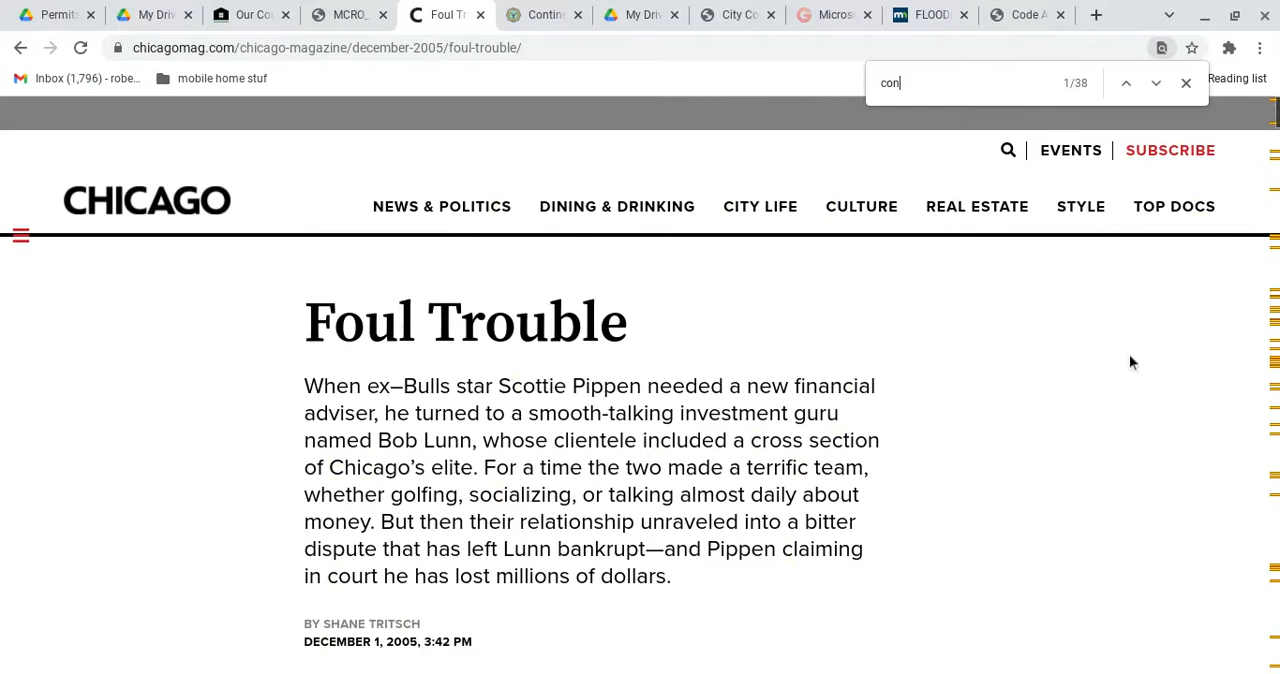 Permits
My Driv
Our Co
MCRO_
Foul Tr
Contine
My Driv
City Co
Micros
FLOOD
Code A
chicagomag.com/chicago-magazine/december-2005/foul-trouble/
Inbox (1,796) - robe...
mobile home stuf
Reading list
con
1/38
EVENTS
SUBSCRIBE
CHICAGO
NEWS & POLITICS
DINING & DRINKING
CITY LIFE
CULTURE
REAL ESTATE
STYLE
TOP DOCS
Foul Trouble
When ex–Bulls star Scottie Pippen needed a new financial
adviser, he turned to a smooth-talking investment guru
named Bob Lunn, whose clientele included a cross section
of Chicago’s elite. For a time the two made a terrific team,
whether golfing, socializing, or talking almost daily about
money. But then their relationship unraveled into a bitter
dispute that has left Lunn bankrupt—and Pippen claiming
in court he has lost millions of dollars.
BY SHANE TRITSCH
DECEMBER 1, 2005, 3:42 PM